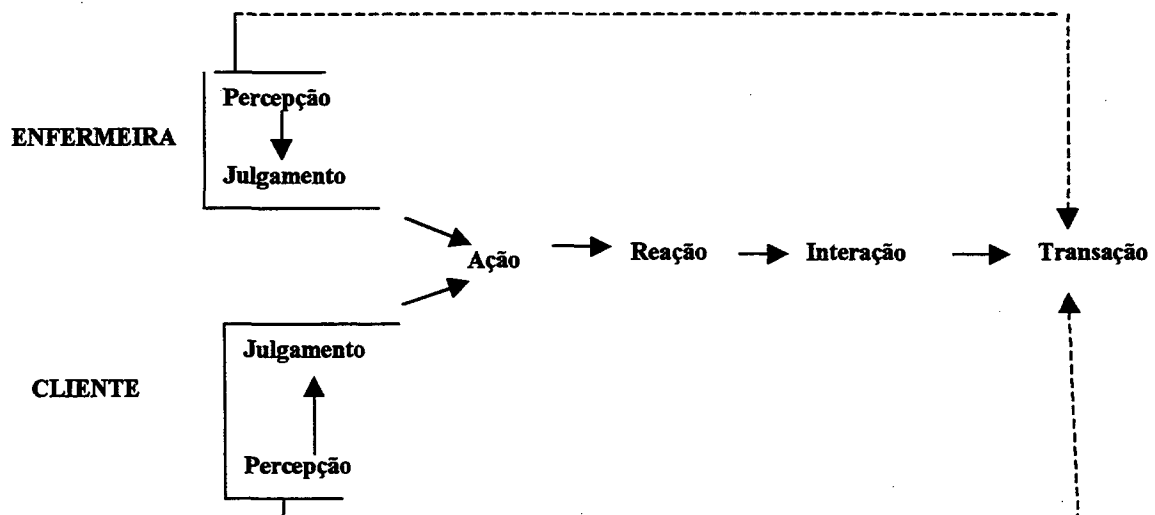 Percepção
ENFERMEIRA
Julgamento
Ação
Reação
Interação
Transação
Julgamento
CLIENTE
Percepção